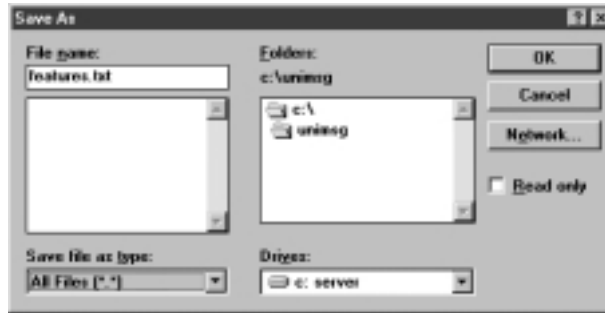 Save As
File name:
features.txt
Folders:
c:\unimsg
c:\
unimsg
OK
Cancel
Network...
Read only
Save file as type:
All Files (*.*)
Drives:
c: server